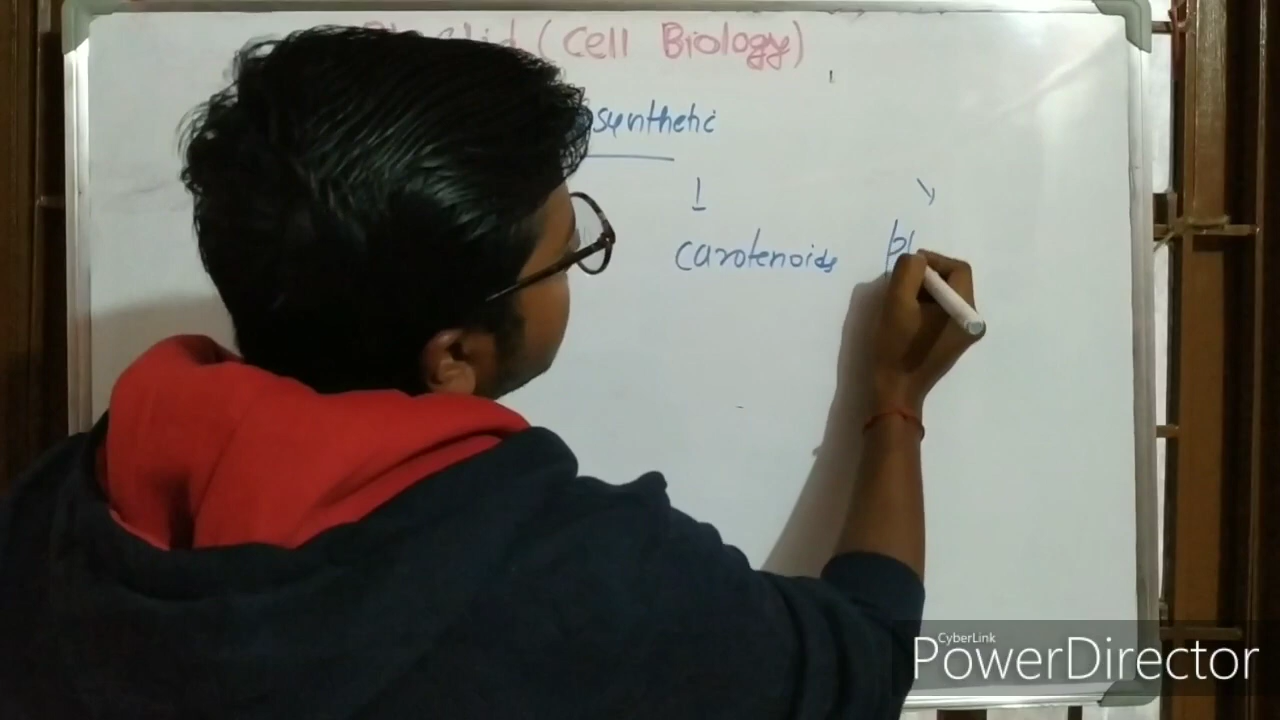 (Cell Biology)
synthetic
carotenoids
CyberLink
PowerDirector